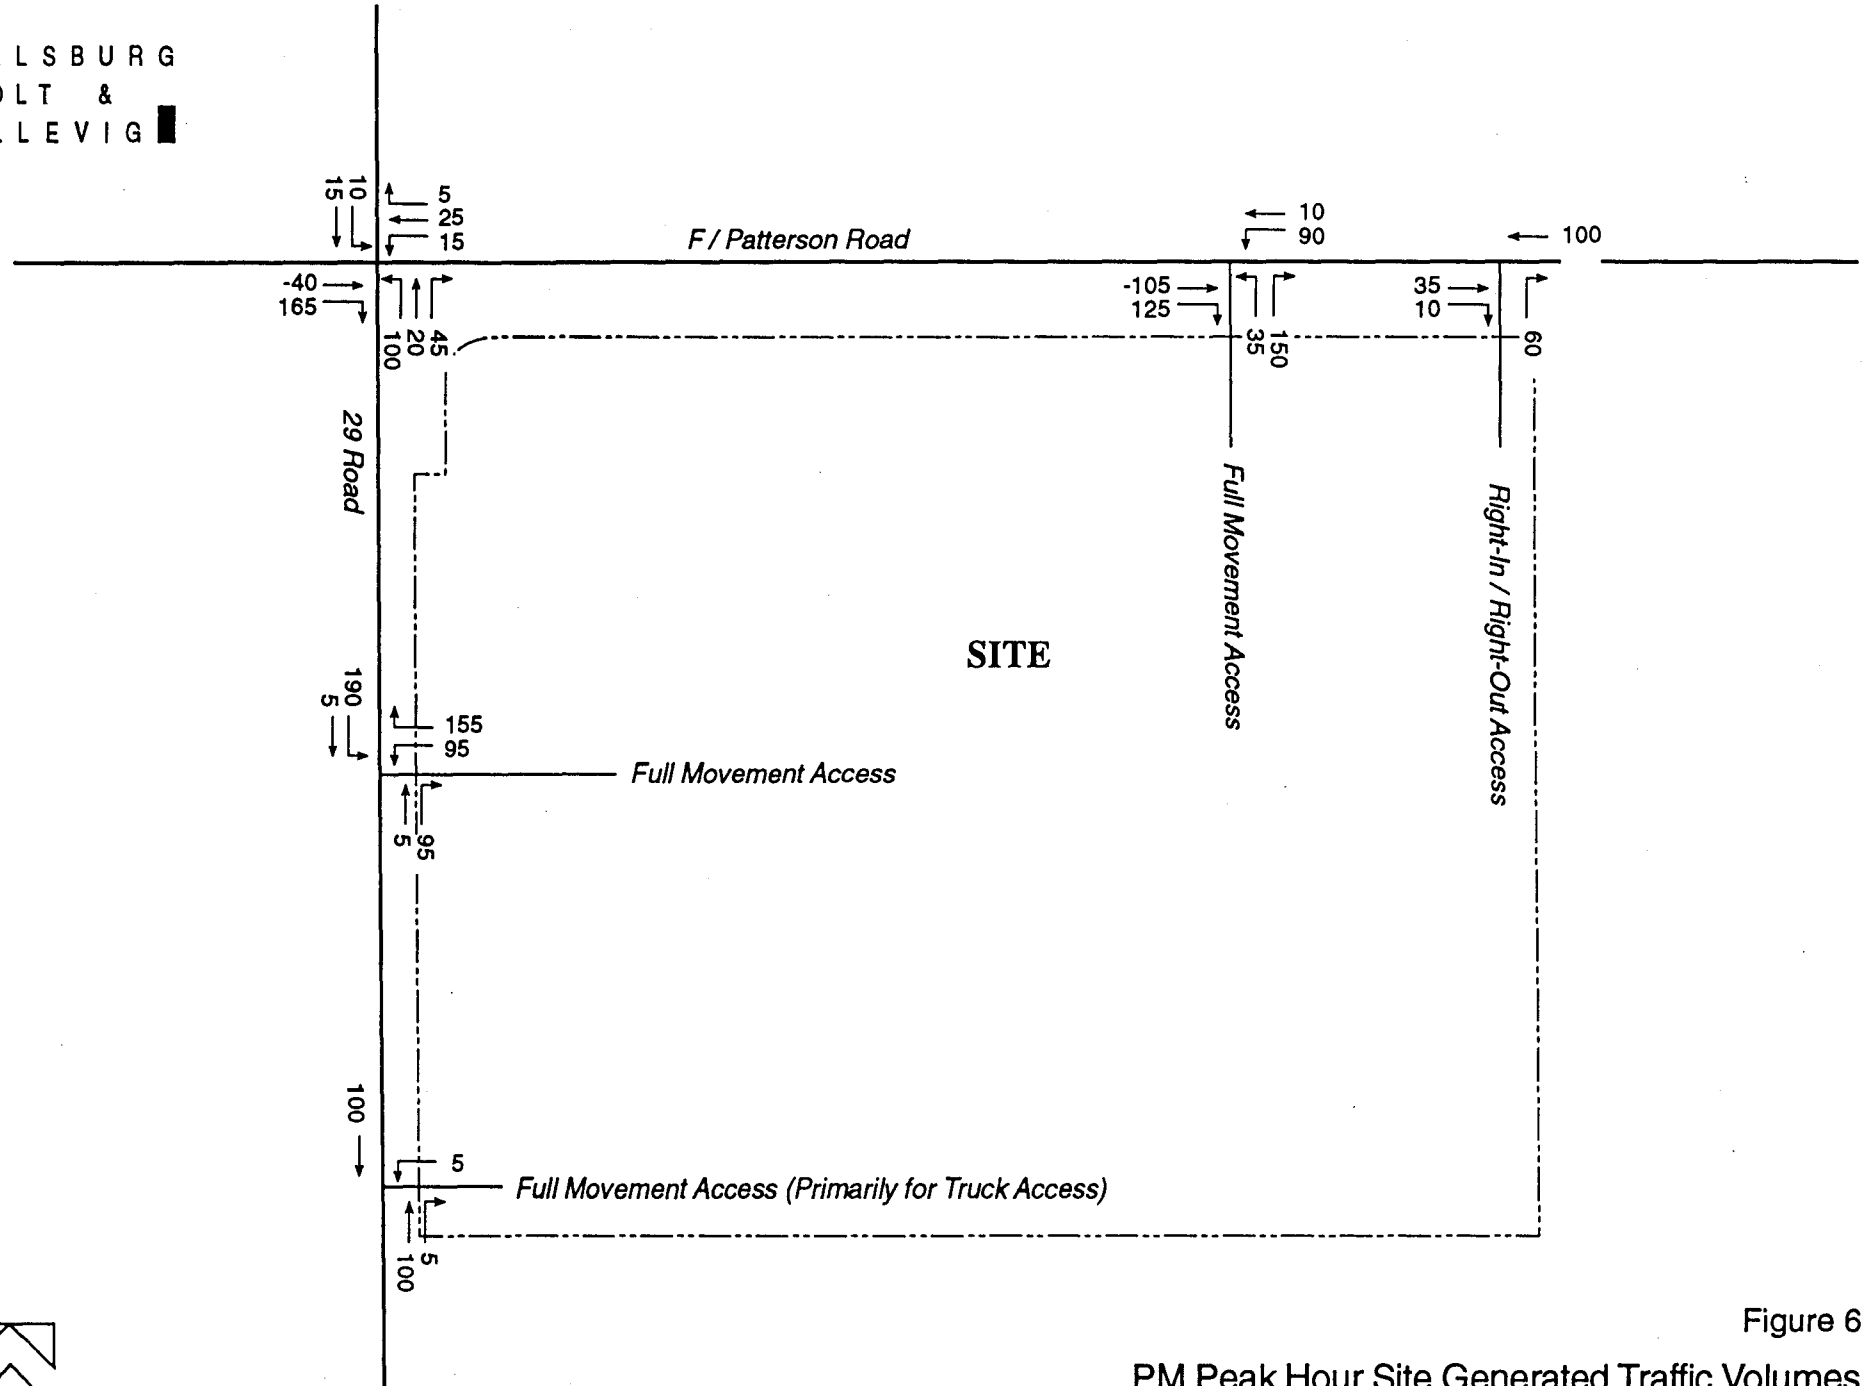 LSBURG
OLT &
LLEVIG
10
15
5
25
15
F / Patterson Road
10
90
100
-40
165
100
20
45
-105
125
35
150
35
10
60
29 Road
Full Movement Access
Right-In / Right-Out Access
SITE
190
5
155
95
Full Movement Access
5
95
100
5
Full Movement Access (Primarily for Truck Access)
100
5
Figure 6
PM Peak Hour Site Generated Traffic Volumes